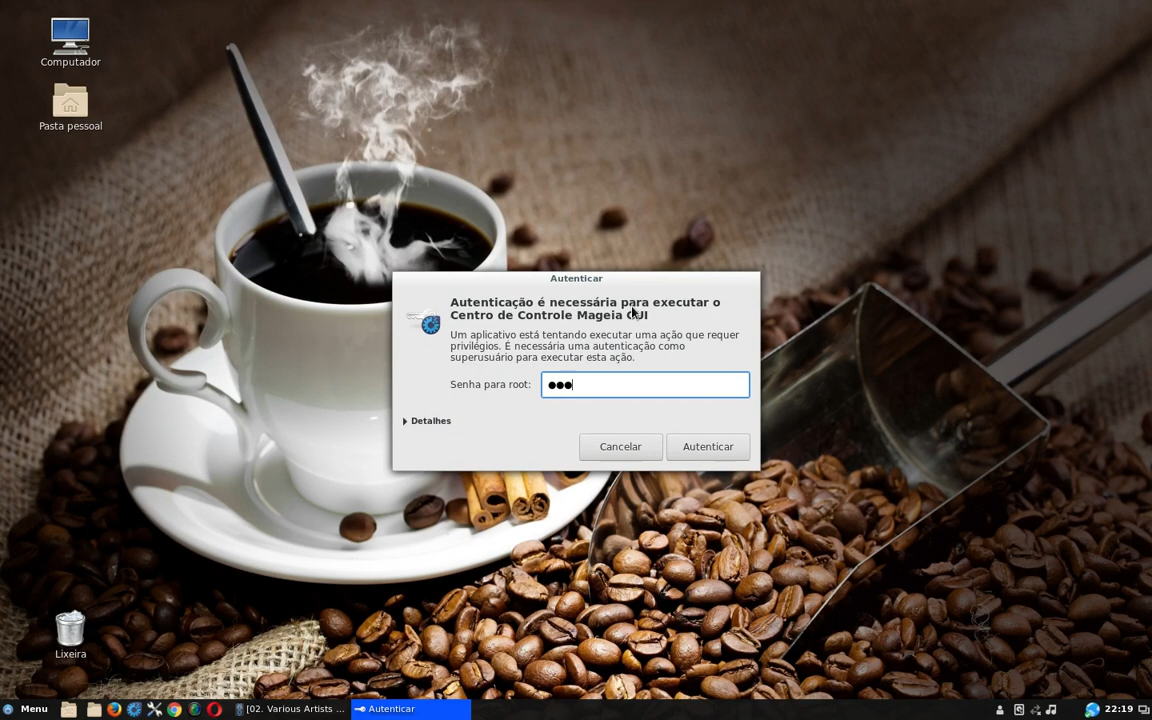 Computador
Pasta pessoal
Autenticar
Autenticação é necessária para executar o
Centro de Controle Mageia GUI
Um aplicativo está tentando executar uma ação que requer
privilégios. É necessária uma autenticação como
superusuário para executar esta ação.
Senha para root: ●●●
Detalhes
Cancelar Autenticar
Lixeira
Menu [02. Various Artists ... Autenticar 22:19